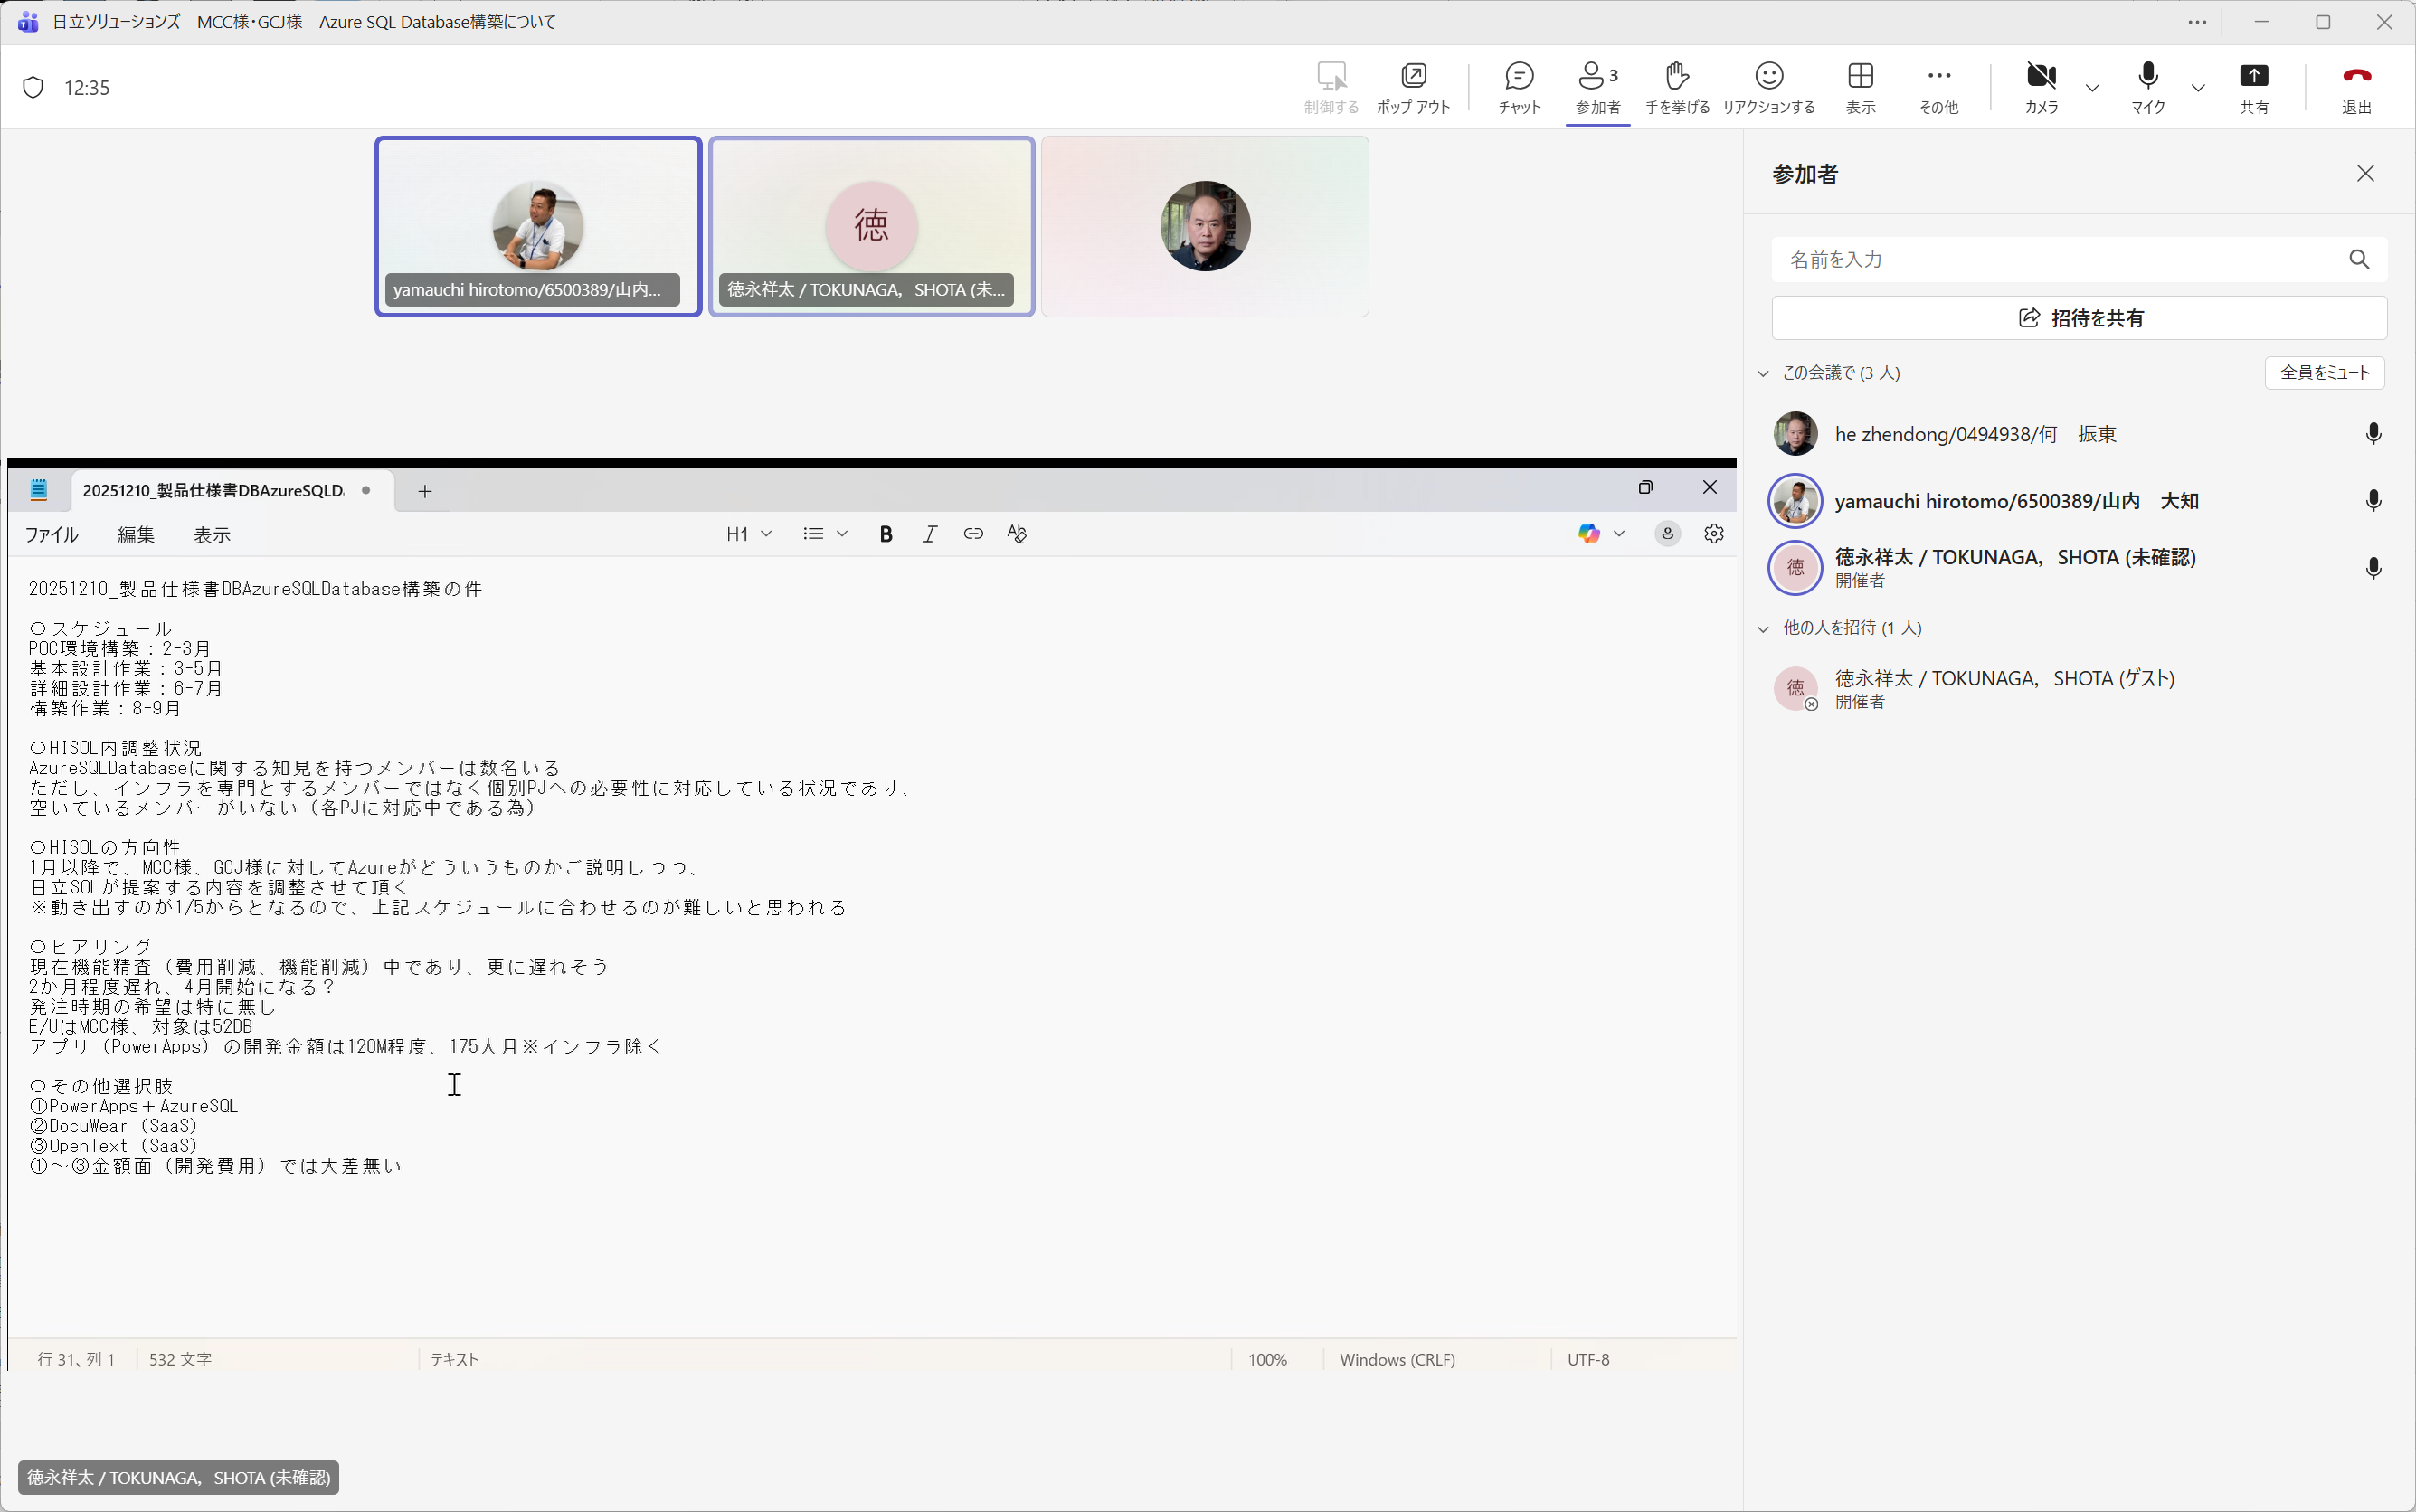 日立ソリューションズ　MCC様・GCJ様　Azure SQL Database構築について
12:35
制御する
ポップ アウト
チャット
3
参加者
手を挙げる
リアクションする
表示
その他
カメラ
マイク
共有
退出
yamauchi hirotomo/6500389/山内...
徳
徳永祥太 / TOKUNAGA， SHOTA (未...
参加者
名前を入力
招待を共有
この会議で (3 人)
全員をミュート
he zhendong/0494938/何　振東
yamauchi hirotomo/6500389/山内　大知
徳
徳永祥太 / TOKUNAGA， SHOTA (未確認)
開催者
他の人を招待 (1 人)
徳
徳永祥太 / TOKUNAGA， SHOTA (ゲスト)
開催者
20251210_製品仕様書DBAzureSQLD
ファイル
編集
表示
H1
20251210_製品仕様書DBAzureSQLDatabase構築の件
〇スケジュール
POC環境構築：2-3月
基本設計作業：3-5月
詳細設計作業：6-7月
構築作業：8-9月
〇HISOL内調整状況
AzureSQLDatabaseに関する知見を持つメンバーは数名いる
ただし、インフラを専門とするメンバーではなく個別PJへの必要性に対応している状況であり、
空いているメンバーがいない（各PJに対応中である為）
〇HISOLの方向性
1月以降で、MCC様、GCJ様に対してAzureがどういうものかご説明しつつ、
日立SOLが提案する内容を調整させて頂く
※動き出すのが1/5からとなるので、上記スケジュールに合わせるのが難しいと思われる
〇ヒアリング
現在機能精査（費用削減、機能削減）中であり、更に遅れそう
2か月程度遅れ、4月開始になる？
発注時期の希望は特に無し
E/UはMCC様、対象は52DB
アプリ（PowerApps）の開発金額は120M程度、175人月※インフラ除く
〇その他選択肢
①PowerApps＋AzureSQL
②DocuWear（SaaS）
③OpenText（SaaS）
①～③金額面（開発費用）では大差無い
行 31、列 1
532 文字
テキスト
100%
Windows (CRLF)
UTF-8
徳永祥太 / TOKUNAGA， SHOTA (未確認)